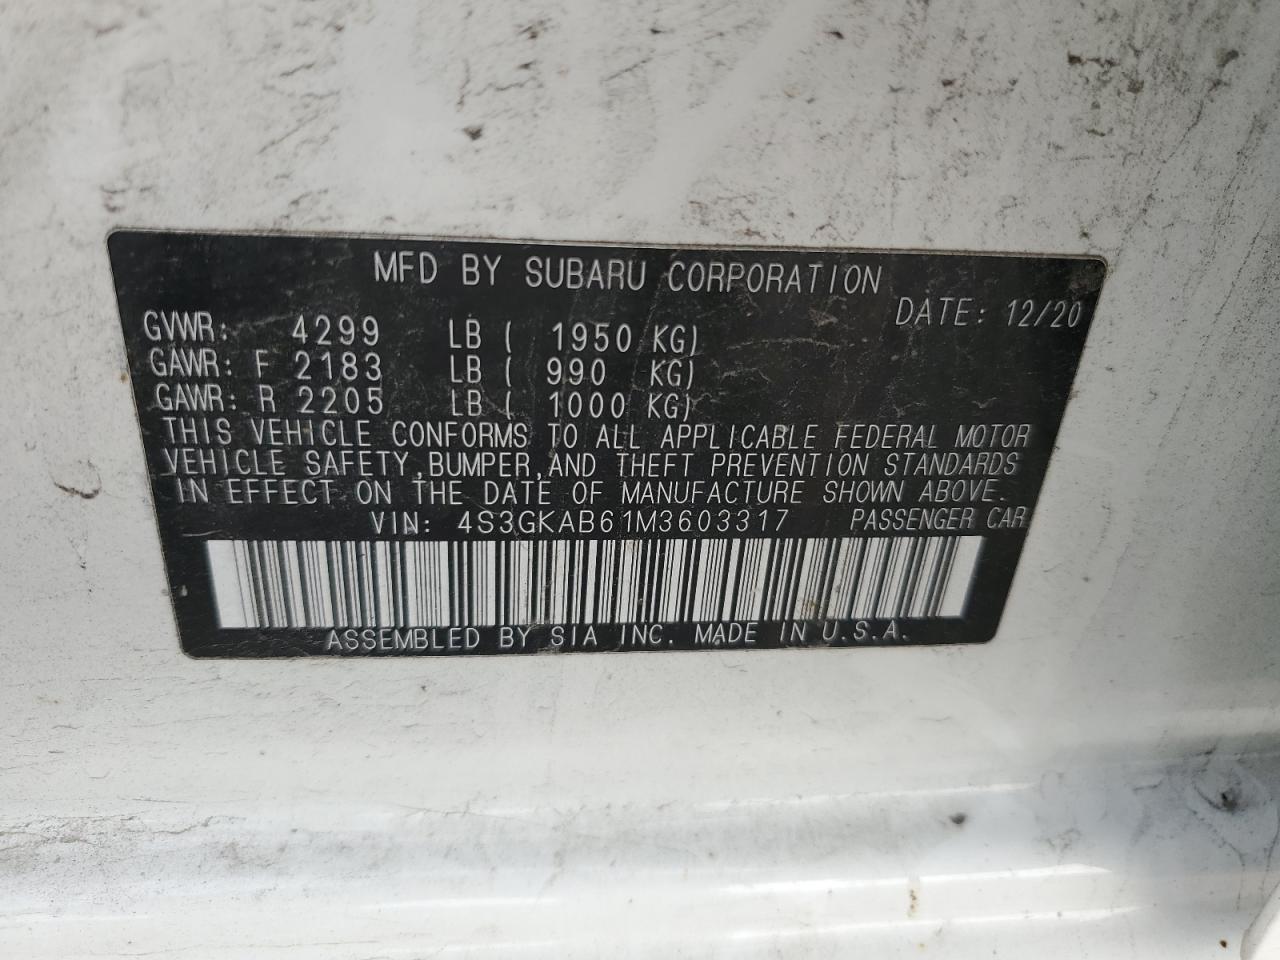 MFD BY SUBARU CORPORATION
DATE: 12/20
GVWR: 4299 LB ( 1950 KG)
GAWR: F 2183 LB ( 990 KG)
GAWR: R 2205 LB ( 1000 KG)
THIS VEHICLE CONFORMS TO ALL APPLICABLE FEDERAL MOTOR
VEHICLE SAFETY, BUMPER, AND THEFT PREVENTION STANDARDS
IN EFFECT ON THE DATE OF MANUFACTURE SHOWN ABOVE.
VIN: 4S3GKAB61M3603317 PASSENGER CAR
ASSEMBLED BY SIA INC. MADE IN U.S.A.